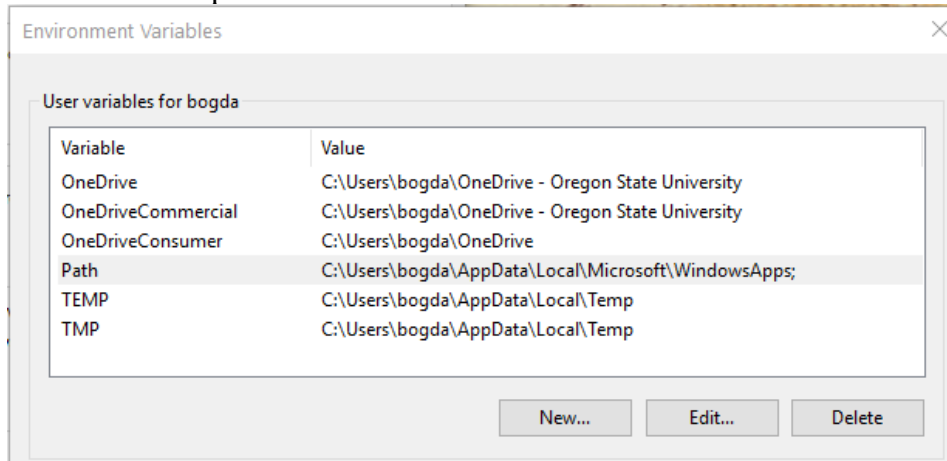 Environment Variables
User variables for bogda
Variable Value
OneDrive C:\Users\bogda\OneDrive - Oregon State University
OneDriveCommercial C:\Users\bogda\OneDrive - Oregon State University
OneDriveConsumer C:\Users\bogda\OneDrive
Path C:\Users\bogda\AppData\Local\Microsoft\WindowsApps;
TEMP C:\Users\bogda\AppData\Local\Temp
TMP C:\Users\bogda\AppData\Local\Temp
New... Edit... Delete